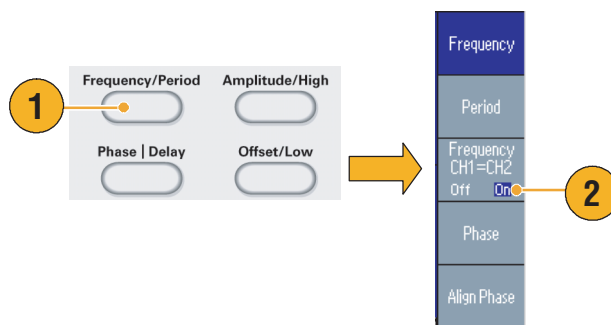 Frequency/Period Amplitude/High
1
Phase | Delay Offset/Low
Frequency
Period
Frequency
CH1=CH2
Off On
2
Phase
Align Phase